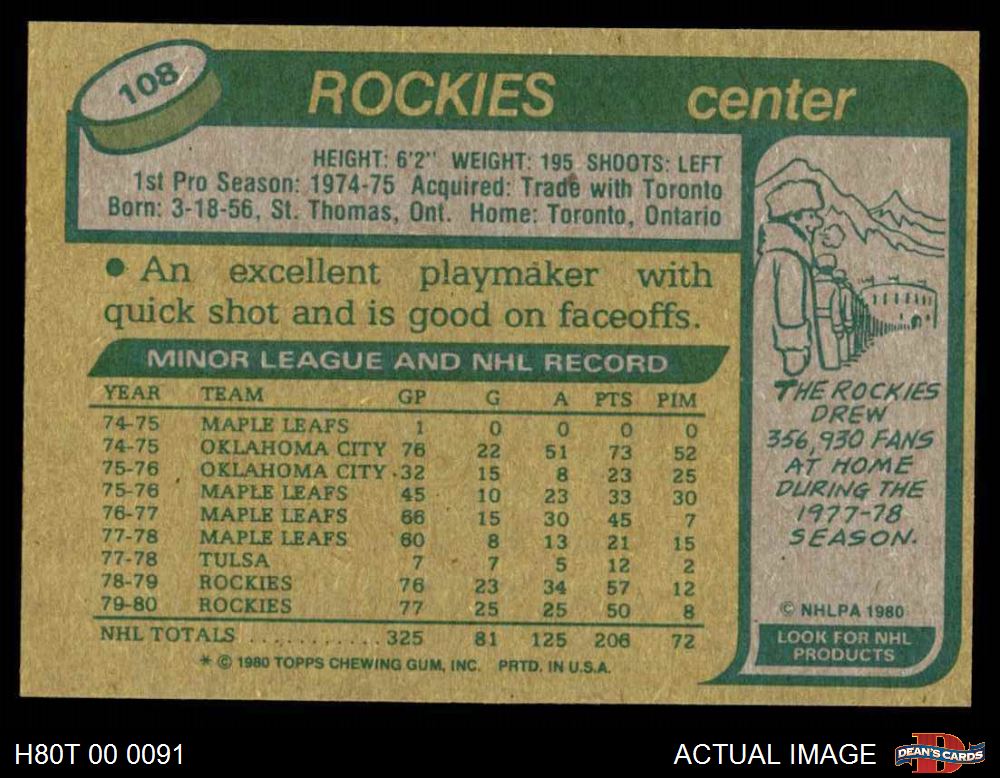 108
ROCKIES center
HEIGHT: 6'2" WEIGHT: 195 SHOOTS: LEFT
1st Pro Season: 1974-75 Acquired: Trade with Toronto
Born: 3-18-56, St. Thomas, Ont. Home: Toronto, Ontario
● An excellent playmaker with
quick shot and is good on faceoffs.
MINOR LEAGUE AND NHL RECORD
YEAR TEAM GP G A PTS PIM
74-75 MAPLE LEAFS 1 0 0 0 0
74-75 OKLAHOMA CITY 76 22 51 73 52
75-76 OKLAHOMA CITY 32 15 8 23 25
75-76 MAPLE LEAFS 45 10 23 33 30
76-77 MAPLE LEAFS 66 15 30 45 7
77-78 MAPLE LEAFS 60 8 13 21 15
77-78 TULSA 7 7 5 12 2
78-79 ROCKIES 76 23 34 57 12
79-80 ROCKIES 77 25 25 50 8
NHL TOTALS ........... 325 81 125 206 72
* © 1980 TOPPS CHEWING GUM, INC. PRTD. IN U.S.A.
THE ROCKIES
DREW
356,930 FANS
AT HOME
DURING THE
1977-78
SEASON.
© NHLPA 1980
LOOK FOR NHL
PRODUCTS
H80T 00 0091
ACTUAL IMAGE
D
DEAN'S CARDS